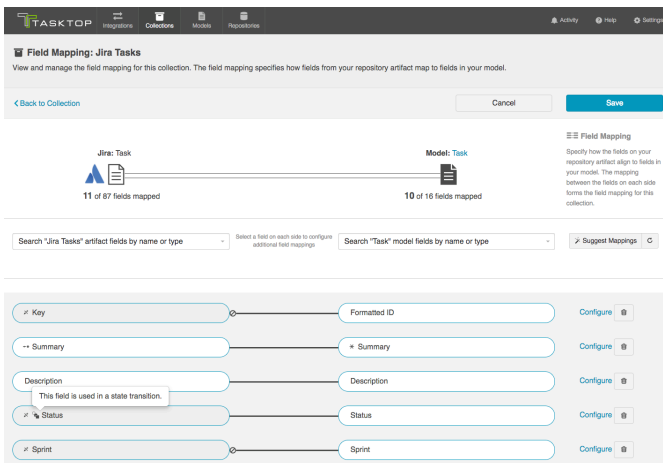 TASKTOP
Integrations
Collections
Models
Repositories
Activity
Help
Settings
Field Mapping: Jira Tasks
View and manage the field mapping for this collection. The field mapping specifies how fields from your repository artifact map to fields in your model.
Back to Collection
Cancel
Save
Jira: Task
Model: Task
11 of 87 fields mapped
10 of 16 fields mapped
Field Mapping
Specify how the fields on your
repository artifact align to fields in
your model. The mapping
between the fields on each side
forms the field mapping for this
collection.
Search "Jira Tasks" artifact fields by name or type
Select a field on each side to configure
additional field mappings
Search "Task" model fields by name or type
Suggest Mappings
Key
Formatted ID
Configure
Summary
* Summary
Configure
Description
Description
Configure
This field is used in a state transition.
Status
Status
Configure
Sprint
Sprint
Configure